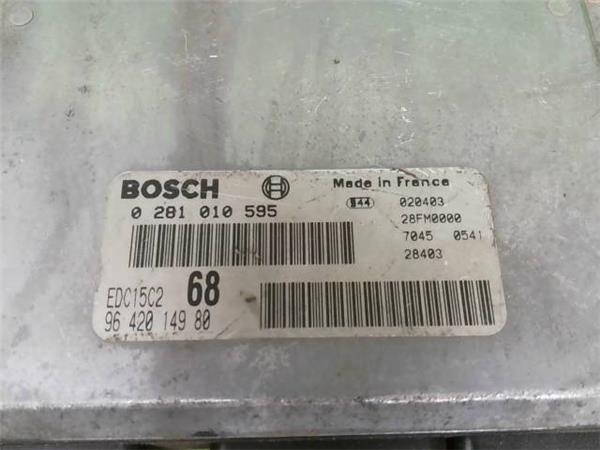 BOSCH
Made in France
0 281 010 595
S44 020403
28FM0000
7045 0541
28403
EDC15C2 68
96 420 149 80